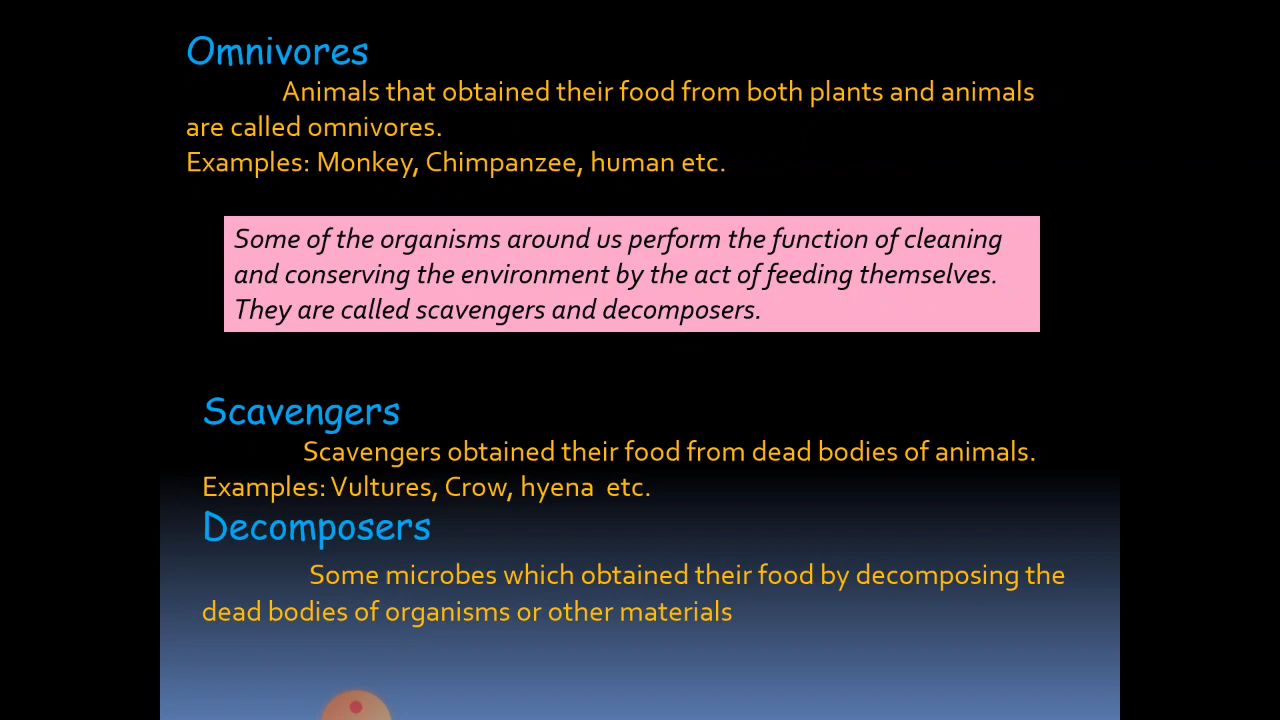 Omnivores
Animals that obtained their food from both plants and animals
are called omnivores.
Examples: Monkey, Chimpanzee, human etc.
Some of the organisms around us perform the function of cleaning
and conserving the environment by the act of feeding themselves.
They are called scavengers and decomposers.
Scavengers
Scavengers obtained their food from dead bodies of animals.
Examples: Vultures, Crow, hyena  etc.
Decomposers
Some microbes which obtained their food by decomposing the
dead bodies of organisms or other materials